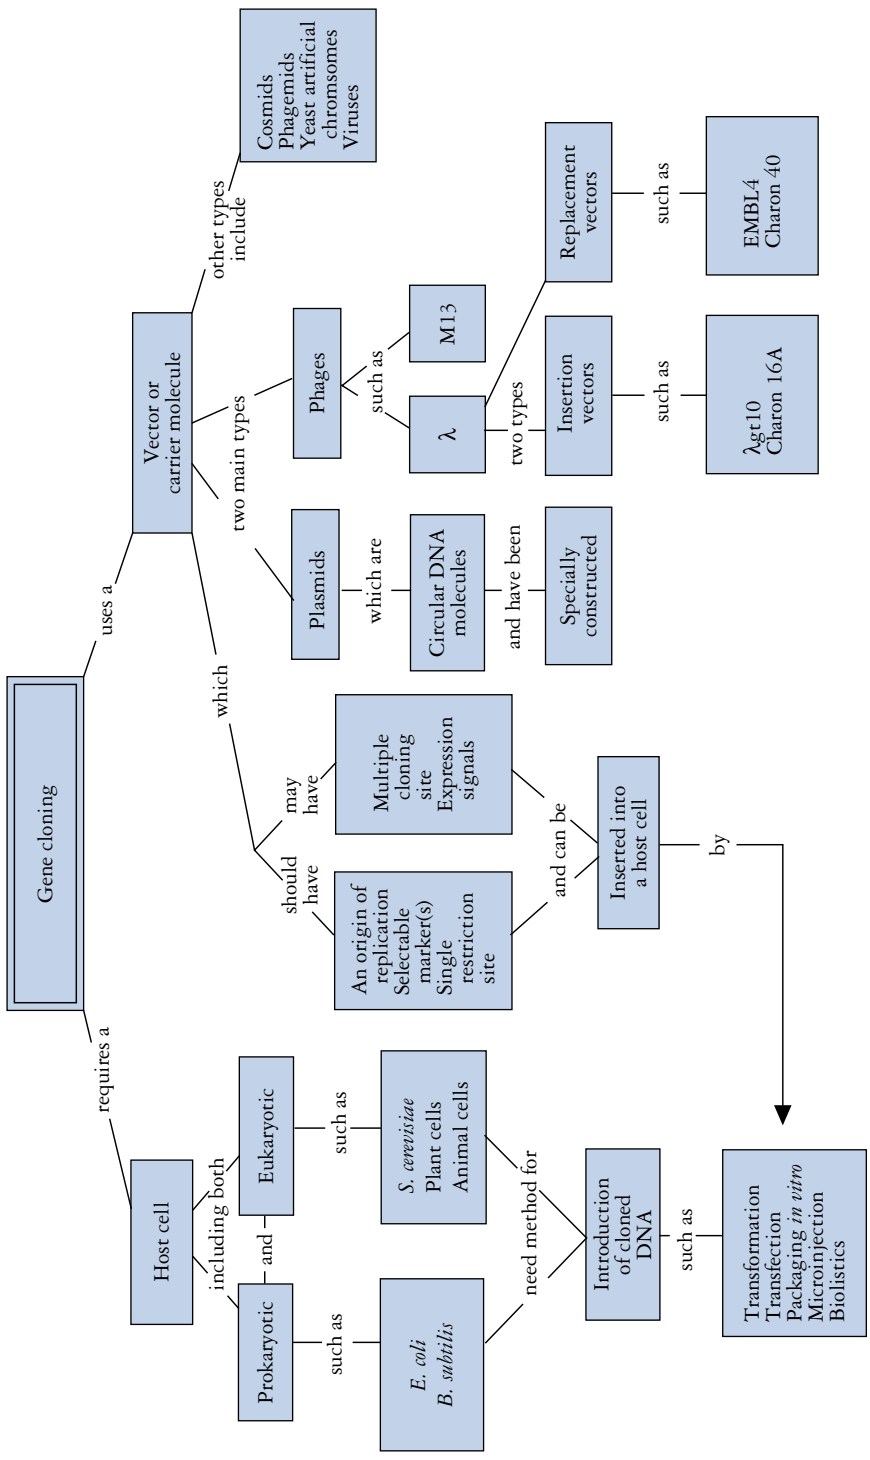 Gene cloning
requires a
uses a
Host cell
Vector or
carrier molecule
including both
which
two main types
other types
include
Prokaryotic
and
Eukaryotic
Cosmids
Phagemids
Yeast artificial
chromsomes
Viruses
Plasmids
Phages
such as
such as
should
have
may
have
which are
such as
E. coli
B. subtilis
S. cerevisiae
Plant cells
Animal cells
An origin of
replication
Selectable
marker(s)
Single
restriction
site
Multiple
cloning
site
Expression
signals
Circular DNA
molecules
λ
M13
need method for
and can be
and have been
two types
Introduction
of cloned
DNA
Inserted into
a host cell
Specially
constructed
Insertion
vectors
Replacement
vectors
such as
by
such as
such as
Transformation
Transfection
Packaging in vitro
Microinjection
Biolistics
λgt10
Charon 16A
EMBL4
Charon 40